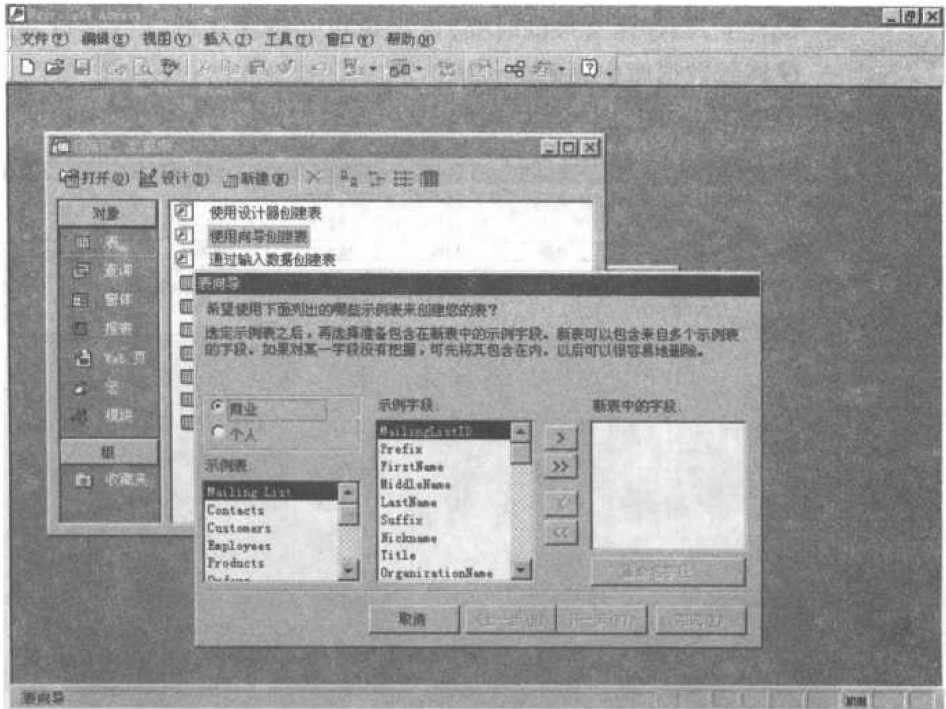 文件(F) 编辑(E) 视图(V) 插入(I) 工具(T) 窗口(W) 帮助(H)
打开(O) 设计(D) 新建(N)
对象
表
查询
窗体
报表
Web 页
宏
模块
组
收藏夹
使用设计器创建表
使用向导创建表
通过输入数据创建表
表向导
希望使用下面列出的哪些示例表来创建您的表?
选定示例表之后，再选择准备包含在新表中的示例字段。新表可以包含来自多个示例表
的字段。如果对某一字段没有把握，可先将其包含在内，以后可以很容易地删除。
商业
个人
示例表:
Mailing List
Contacts
Customers
Employees
Products
Orders
示例字段:
MailingListID
Prefix
FirstName
MiddleName
LastName
Suffix
Nickname
Title
OrganizationName
>
>>
<
<<
新表中的字段:
取消
<上一步(B)
下一步(N)>
完成(F)
表向导